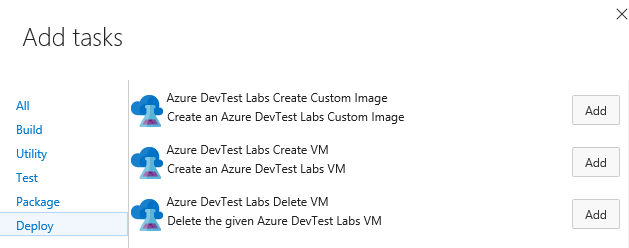 Add tasks
All
Build
Utility
Test
Package
Deploy
Azure DevTest Labs Create Custom Image
Create an Azure DevTest Labs Custom Image
Add
Azure DevTest Labs Create VM
Create an Azure DevTest Labs VM
Add
Azure DevTest Labs Delete VM
Delete the given Azure DevTest Labs VM
Add